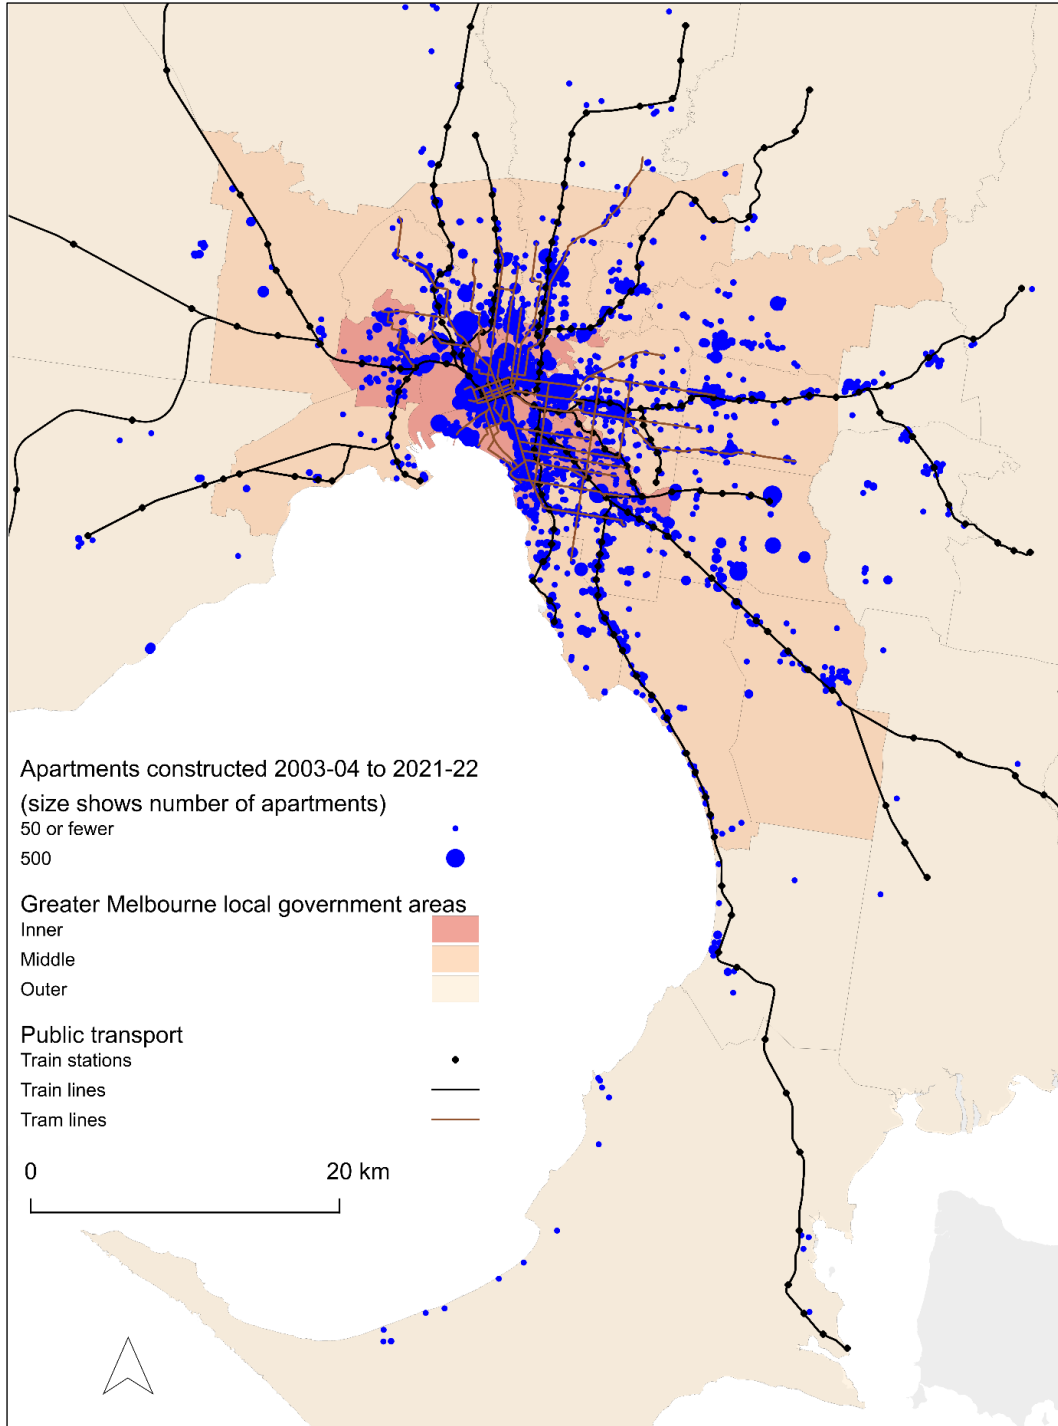 Apartments constructed 2003-04 to 2021-22
(size shows number of apartments)
50 or fewer
500
Greater Melbourne local government areas
Inner
Middle
Outer
Public transport
Train stations
Train lines
Tram lines
0 20 km